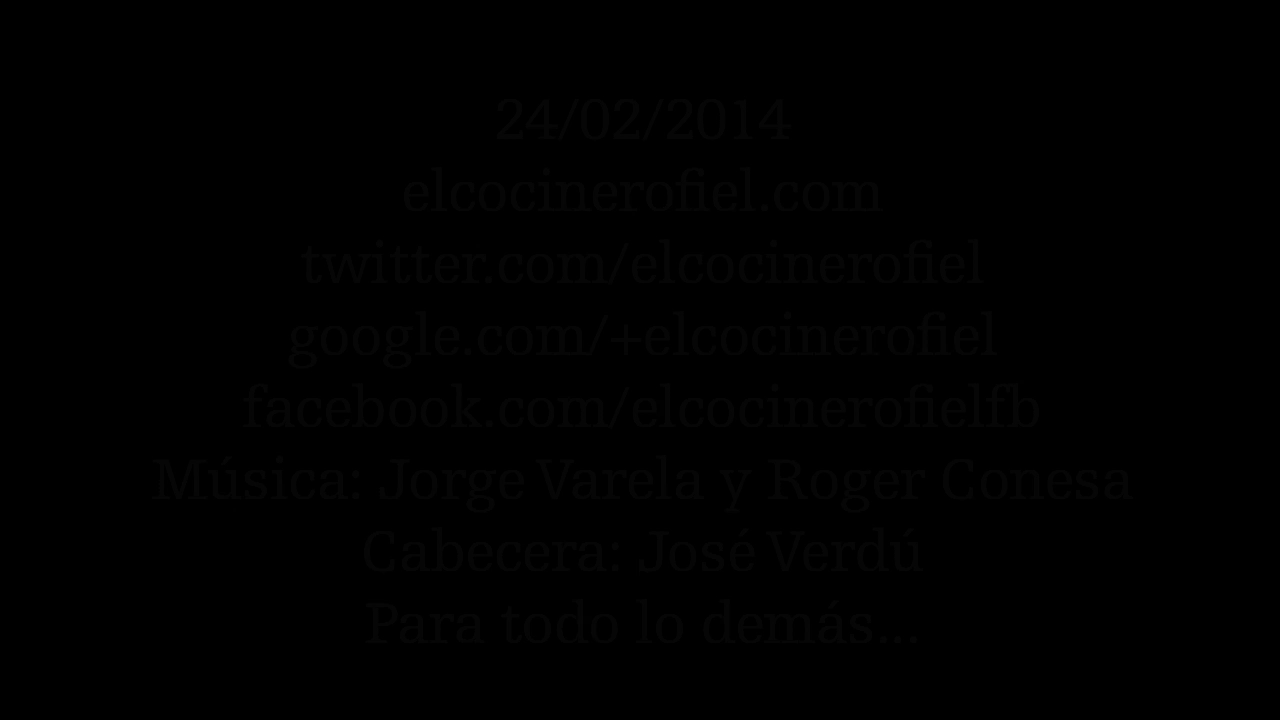 24/02/2014
elcocinerofiel.com
twitter.com/elcocinerofiel
google.com/+elcocinerofiel
facebook.com/elcocinerofielfb
Música: Jorge Varela y Roger Conesa
Cabecera: José Verdú
Para todo lo demás...